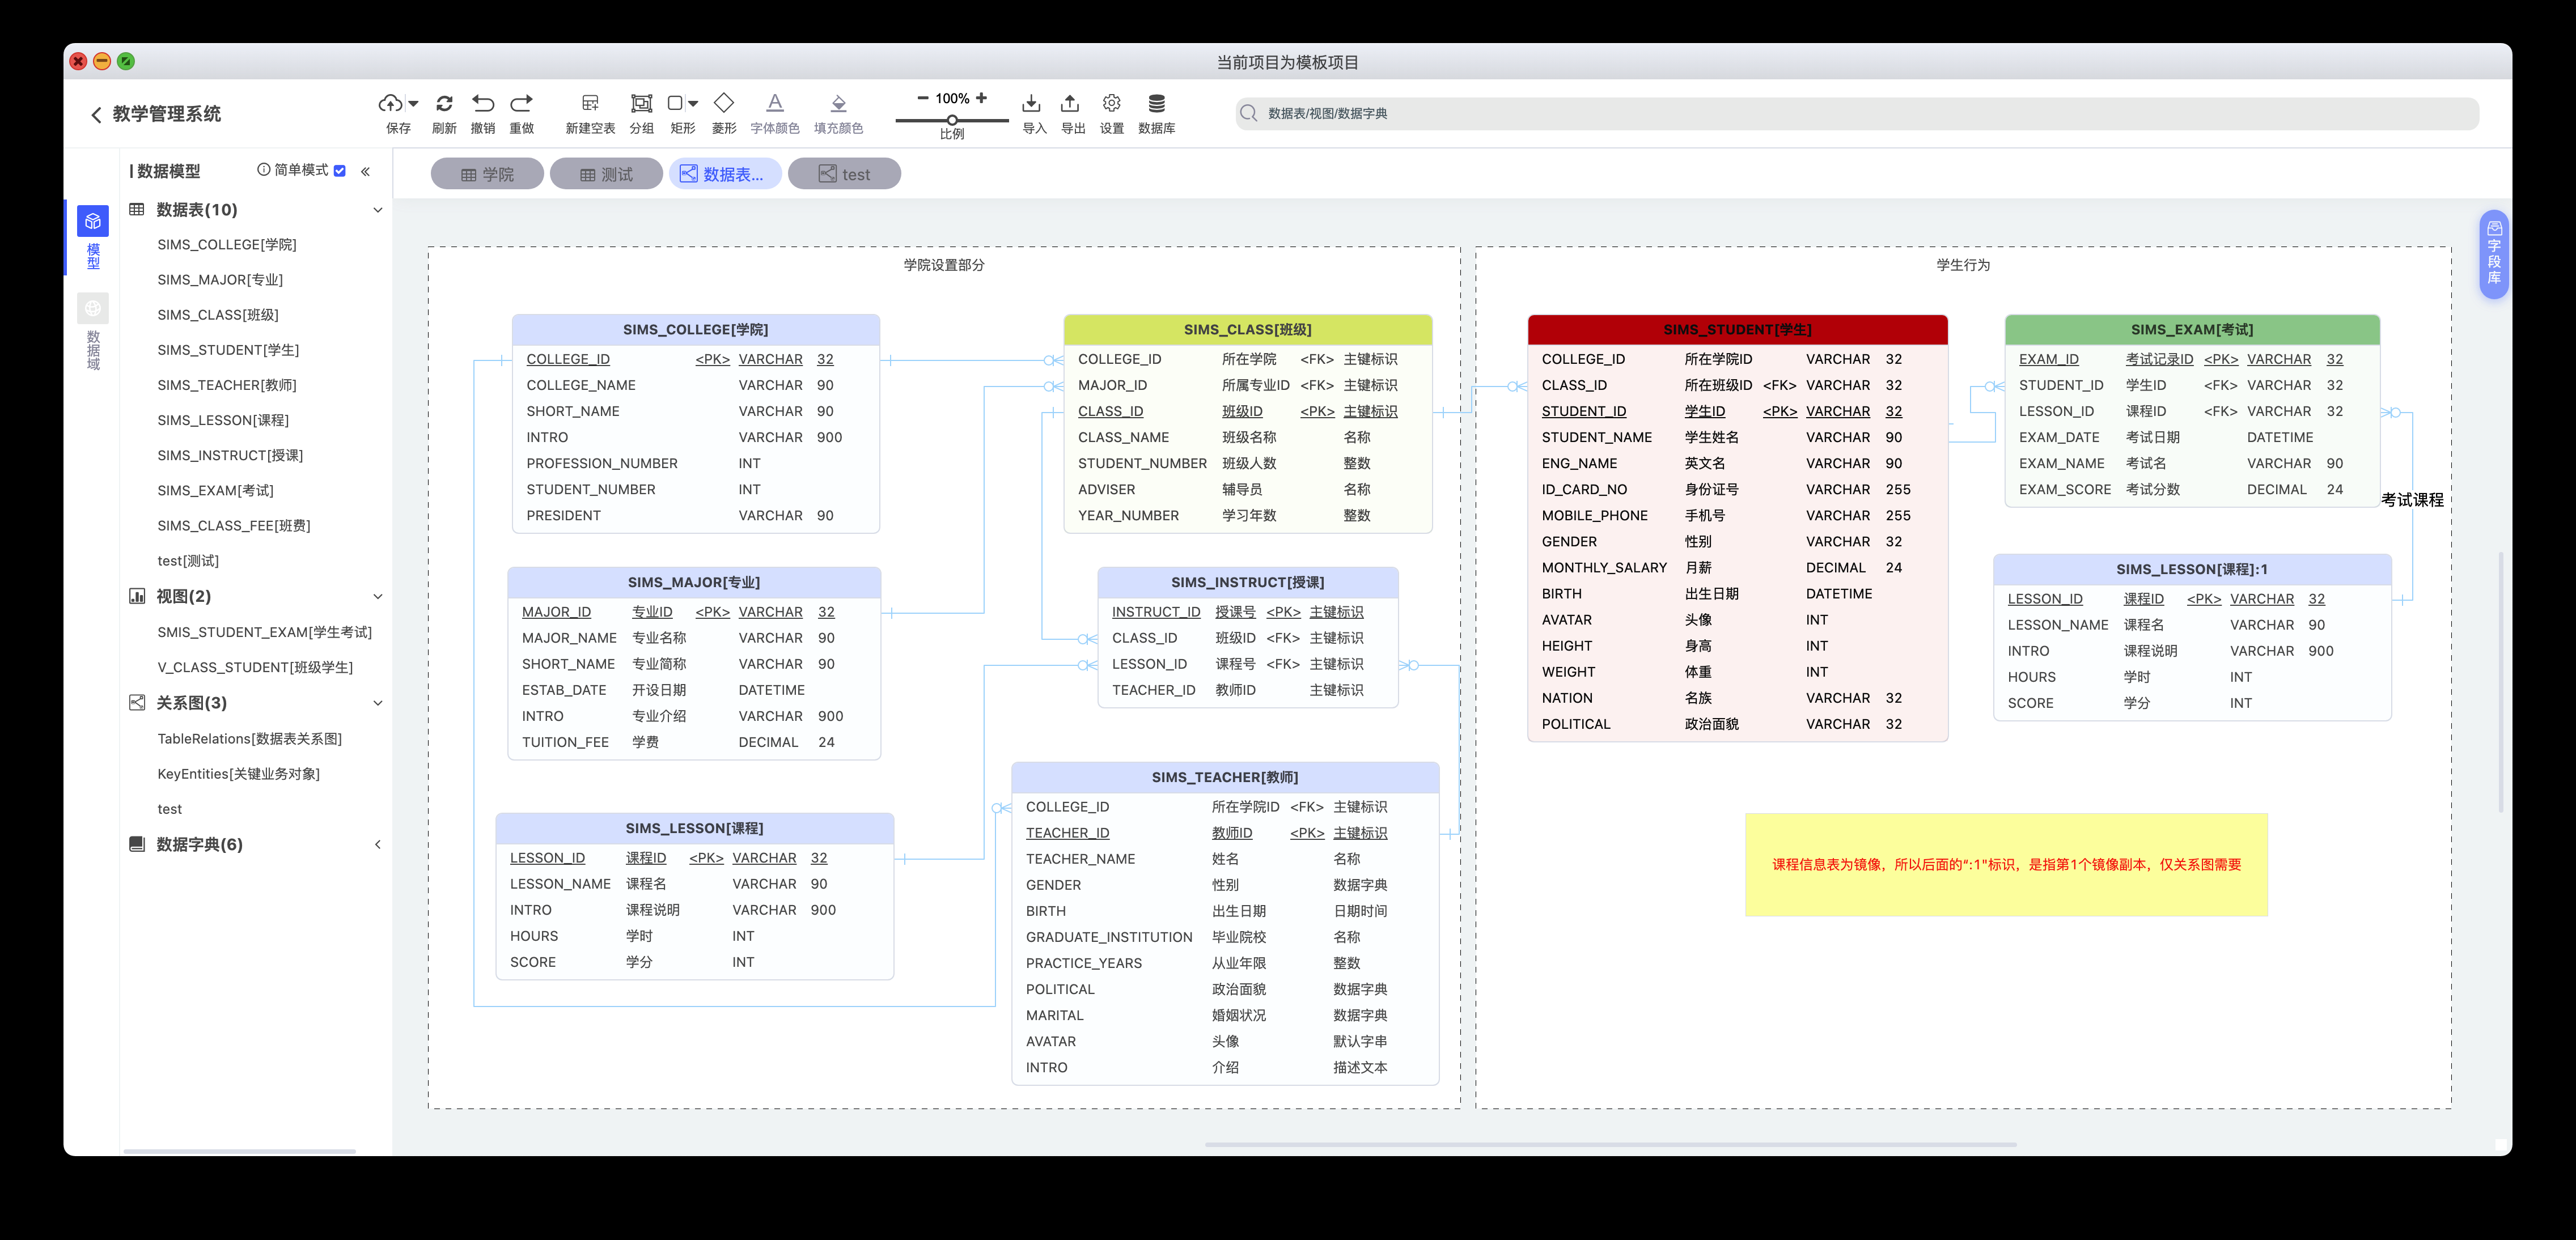 当前项目为模板项目
教学管理系统
保存 刷新 撤销 重做 新建空表 分组 矩形 菱形 字体颜色 填充颜色 100% 比例 导入 导出 设置 数据库
数据表/视图/数据字典
模型
数据域
数据模型 简单模式
数据表(10)
SIMS_COLLEGE[学院]
SIMS_MAJOR[专业]
SIMS_CLASS[班级]
SIMS_STUDENT[学生]
SIMS_TEACHER[教师]
SIMS_LESSON[课程]
SIMS_INSTRUCT[授课]
SIMS_EXAM[考试]
SIMS_CLASS_FEE[班费]
test[测试]
视图(2)
SMIS_STUDENT_EXAM[学生考试]
V_CLASS_STUDENT[班级学生]
关系图(3)
TableRelations[数据表关系图]
KeyEntities[关键业务对象]
test
数据字典(6)
学院 测试 数据表... test
字段库
学院设置部分
SIMS_COLLEGE[学院]
COLLEGE_ID <PK> VARCHAR 32
COLLEGE_NAME VARCHAR 90
SHORT_NAME VARCHAR 90
INTRO VARCHAR 900
PROFESSION_NUMBER INT
STUDENT_NUMBER INT
PRESIDENT VARCHAR 90
SIMS_CLASS[班级]
COLLEGE_ID 所在学院 <FK> 主键标识
MAJOR_ID 所属专业ID <FK> 主键标识
CLASS_ID 班级ID <PK> 主键标识
CLASS_NAME 班级名称 名称
STUDENT_NUMBER 班级人数 整数
ADVISER 辅导员 名称
YEAR_NUMBER 学习年数 整数
SIMS_MAJOR[专业]
MAJOR_ID 专业ID <PK> VARCHAR 32
MAJOR_NAME 专业名称 VARCHAR 90
SHORT_NAME 专业简称 VARCHAR 90
ESTAB_DATE 开设日期 DATETIME
INTRO 专业介绍 VARCHAR 900
TUITION_FEE 学费 DECIMAL 24
SIMS_INSTRUCT[授课]
INSTRUCT_ID 授课号 <PK> 主键标识
CLASS_ID 班级ID <FK> 主键标识
LESSON_ID 课程号 <FK> 主键标识
TEACHER_ID 教师ID 主键标识
SIMS_LESSON[课程]
LESSON_ID 课程ID <PK> VARCHAR 32
LESSON_NAME 课程名 VARCHAR 90
INTRO 课程说明 VARCHAR 900
HOURS 学时 INT
SCORE 学分 INT
SIMS_TEACHER[教师]
COLLEGE_ID 所在学院ID <FK> 主键标识
TEACHER_ID 教师ID <PK> 主键标识
TEACHER_NAME 姓名 名称
GENDER 性别 数据字典
BIRTH 出生日期 日期时间
GRADUATE_INSTITUTION 毕业院校 名称
PRACTICE_YEARS 从业年限 整数
POLITICAL 政治面貌 数据字典
MARITAL 婚姻状况 数据字典
AVATAR 头像 默认字串
INTRO 介绍 描述文本
学生行为
SIMS_STUDENT[学生]
COLLEGE_ID 所在学院ID VARCHAR 32
CLASS_ID 所在班级ID <FK> VARCHAR 32
STUDENT_ID 学生ID <PK> VARCHAR 32
STUDENT_NAME 学生姓名 VARCHAR 90
ENG_NAME 英文名 VARCHAR 90
ID_CARD_NO 身份证号 VARCHAR 255
MOBILE_PHONE 手机号 VARCHAR 255
GENDER 性别 VARCHAR 32
MONTHLY_SALARY 月薪 DECIMAL 24
BIRTH 出生日期 DATETIME
AVATAR 头像 INT
HEIGHT 身高 INT
WEIGHT 体重 INT
NATION 名族 VARCHAR 32
POLITICAL 政治面貌 VARCHAR 32
SIMS_EXAM[考试]
EXAM_ID 考试记录ID <PK> VARCHAR 32
STUDENT_ID 学生ID <FK> VARCHAR 32
LESSON_ID 课程ID <FK> VARCHAR 32
EXAM_DATE 考试日期 DATETIME
EXAM_NAME 考试名 VARCHAR 90
EXAM_SCORE 考试分数 DECIMAL 24
考试课程
SIMS_LESSON[课程]:1
LESSON_ID 课程ID <PK> VARCHAR 32
LESSON_NAME 课程名 VARCHAR 90
INTRO 课程说明 VARCHAR 900
HOURS 学时 INT
SCORE 学分 INT
课程信息表为镜像，所以后面的“:1"标识，是指第1个镜像副本，仅关系图需要